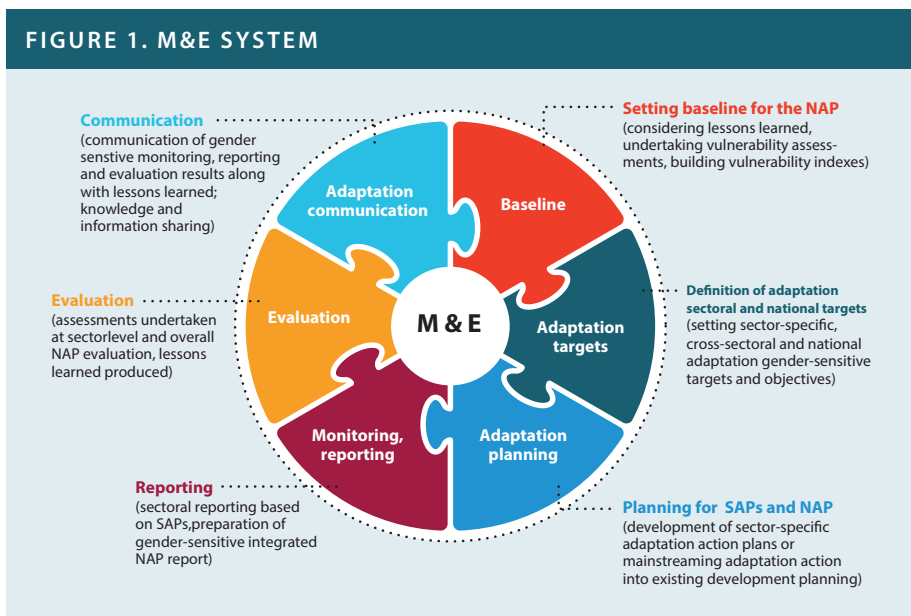 FIGURE 1. M&E SYSTEM
Communication
(communication of gender
senstive monitoring, reporting
and evaluation results along
with lessons learned;
knowledge and
information sharing)
Setting baseline for the NAP
(considering lessons learned,
undertaking vulnerability assess-
ments, building vulnerability indexes)
Adaptation
communication
Baseline
Evaluation
(assessments undertaken
at sectorlevel and overall
NAP evaluation, lessons
learned produced)
Evaluation
M & E
Adaptation
targets
Definition of adaptation
sectoral and national targets
(setting sector-specific,
cross-sectoral and national
adaptation gender-sensitive
targets and objectives)
Monitoring,
reporting
Adaptation
planning
Reporting
(sectoral reporting based
on SAPs,preparation of
gender-sensitive integrated
NAP report)
Planning for SAPs and NAP
(development of sector-specific
adaptation action plans or
mainstreaming adaptation action
into existing development planning)